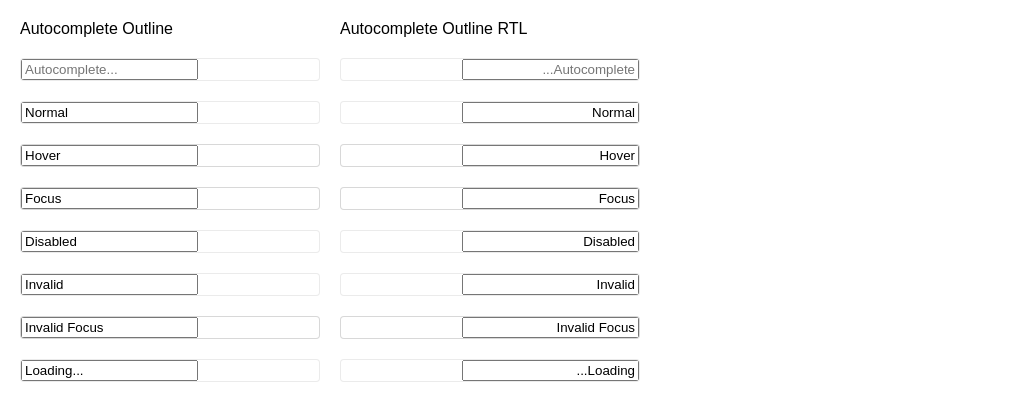 Autocomplete Outline
Autocomplete...
Normal
Hover
Focus
Disabled
Invalid
Invalid Focus
Loading...
Autocomplete Outline RTL
...Autocomplete
Normal
Hover
Focus
Disabled
Invalid
Invalid Focus
...Loading